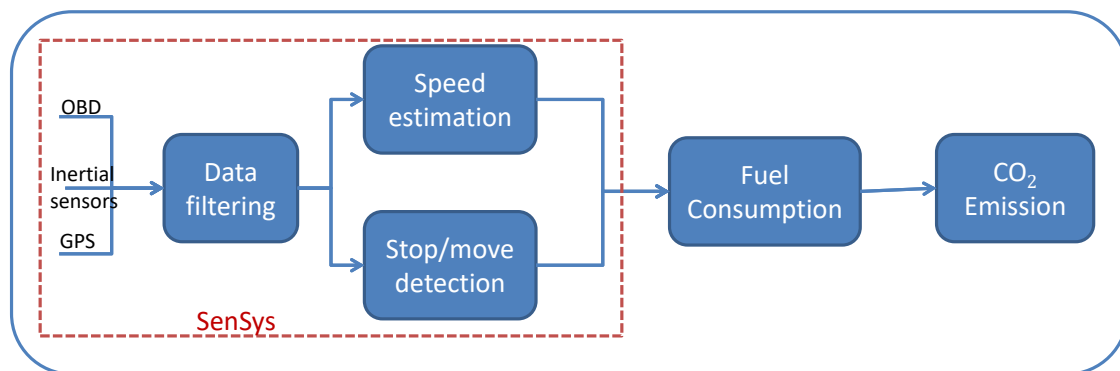 OBD
Inertial
sensors
GPS
Data
filtering
Speed
estimation
Stop/move
detection
SenSys
Fuel
Consumption
CO₂
Emission